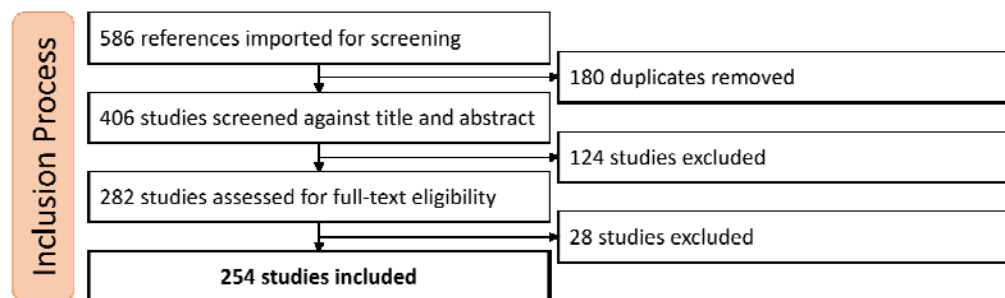 Inclusion Process
586 references imported for screening
180 duplicates removed
406 studies screened against title and abstract
124 studies excluded
282 studies assessed for full-text eligibility
28 studies excluded
254 studies included